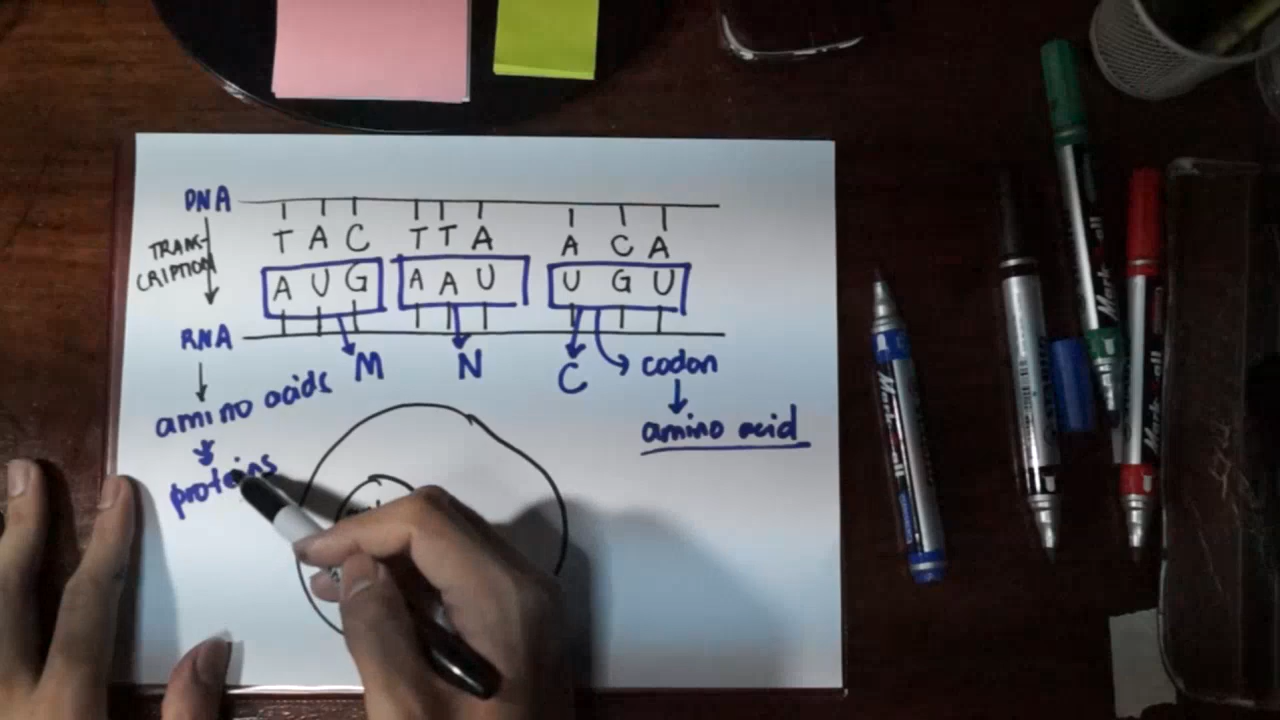 DNA
TAC TTA ACA
TRANS-
CRIPTION
AUG AAU UGU
RNA
M N C codon
amino acids
amino acid
proteins